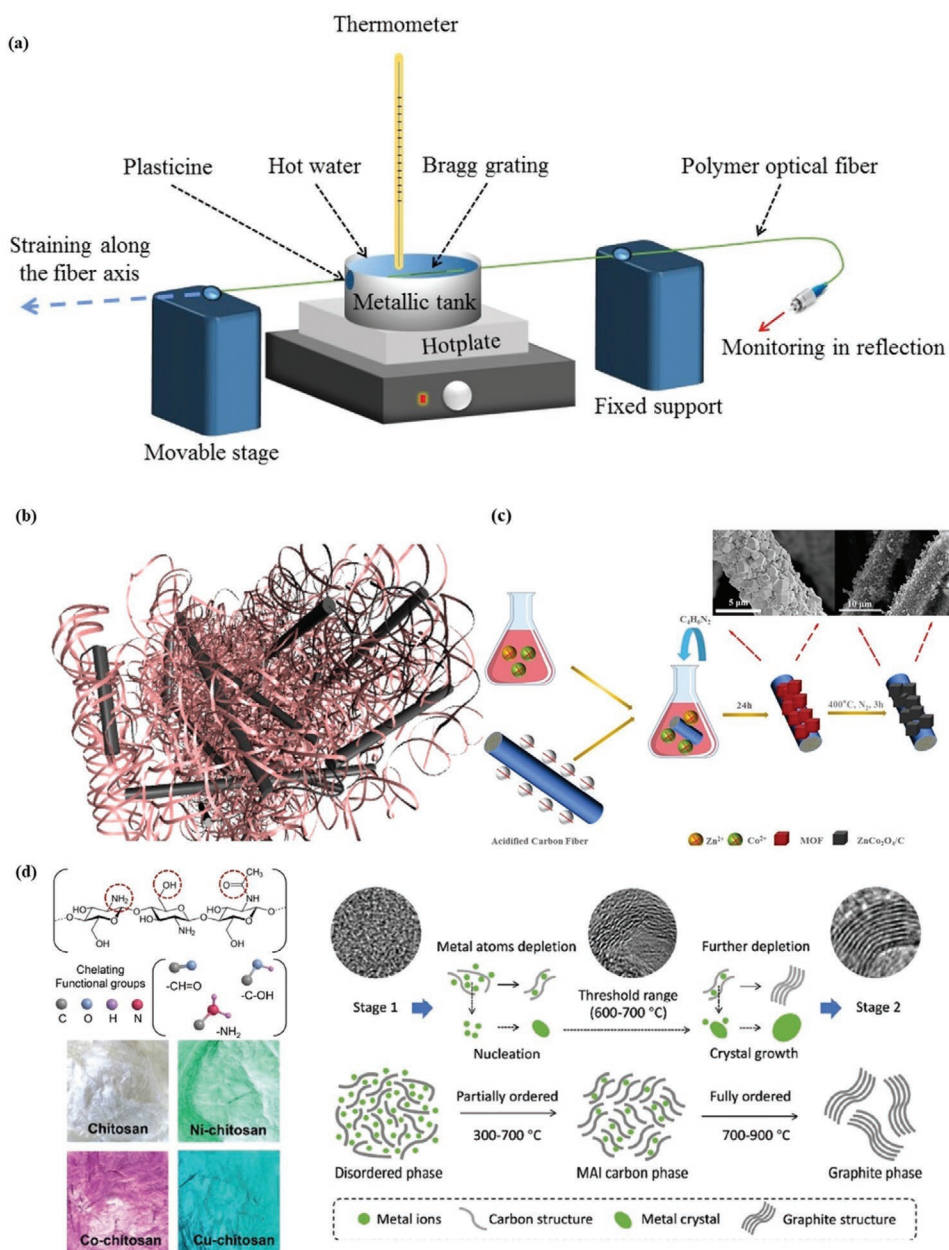 (a)
Thermometer
Plasticine
Hot water
Bragg grating
Polymer optical fiber
Straining along
the fiber axis
Metallic tank
Hotplate
Monitoring in reflection
Fixed support
Movable stage
(b)
(c)
5 μm
10 μm
C₄H₆N₂
24h
400°C, N₂, 3h
Acidified Carbon Fiber
Zn²⁺
Co²⁺
MOF
ZnCo₂O₄/C
(d)
NH₂
OH
O
CH₃
HO
O
HO
NH
O
O
HO
NH₂
OH
OH
Chelating
Functional groups
C O H N
-CH=O
-C-OH
-NH₂
Chitosan
Ni-chitosan
Co-chitosan
Cu-chitosan
Stage 1
Metal atoms depletion
Nucleation
Threshold range
(600-700 °C)
Further depletion
Crystal growth
Stage 2
Partially ordered
300-700 °C
Fully ordered
700-900 °C
Disordered phase
MAI carbon phase
Graphite phase
Metal ions
Carbon structure
Metal crystal
Graphite structure